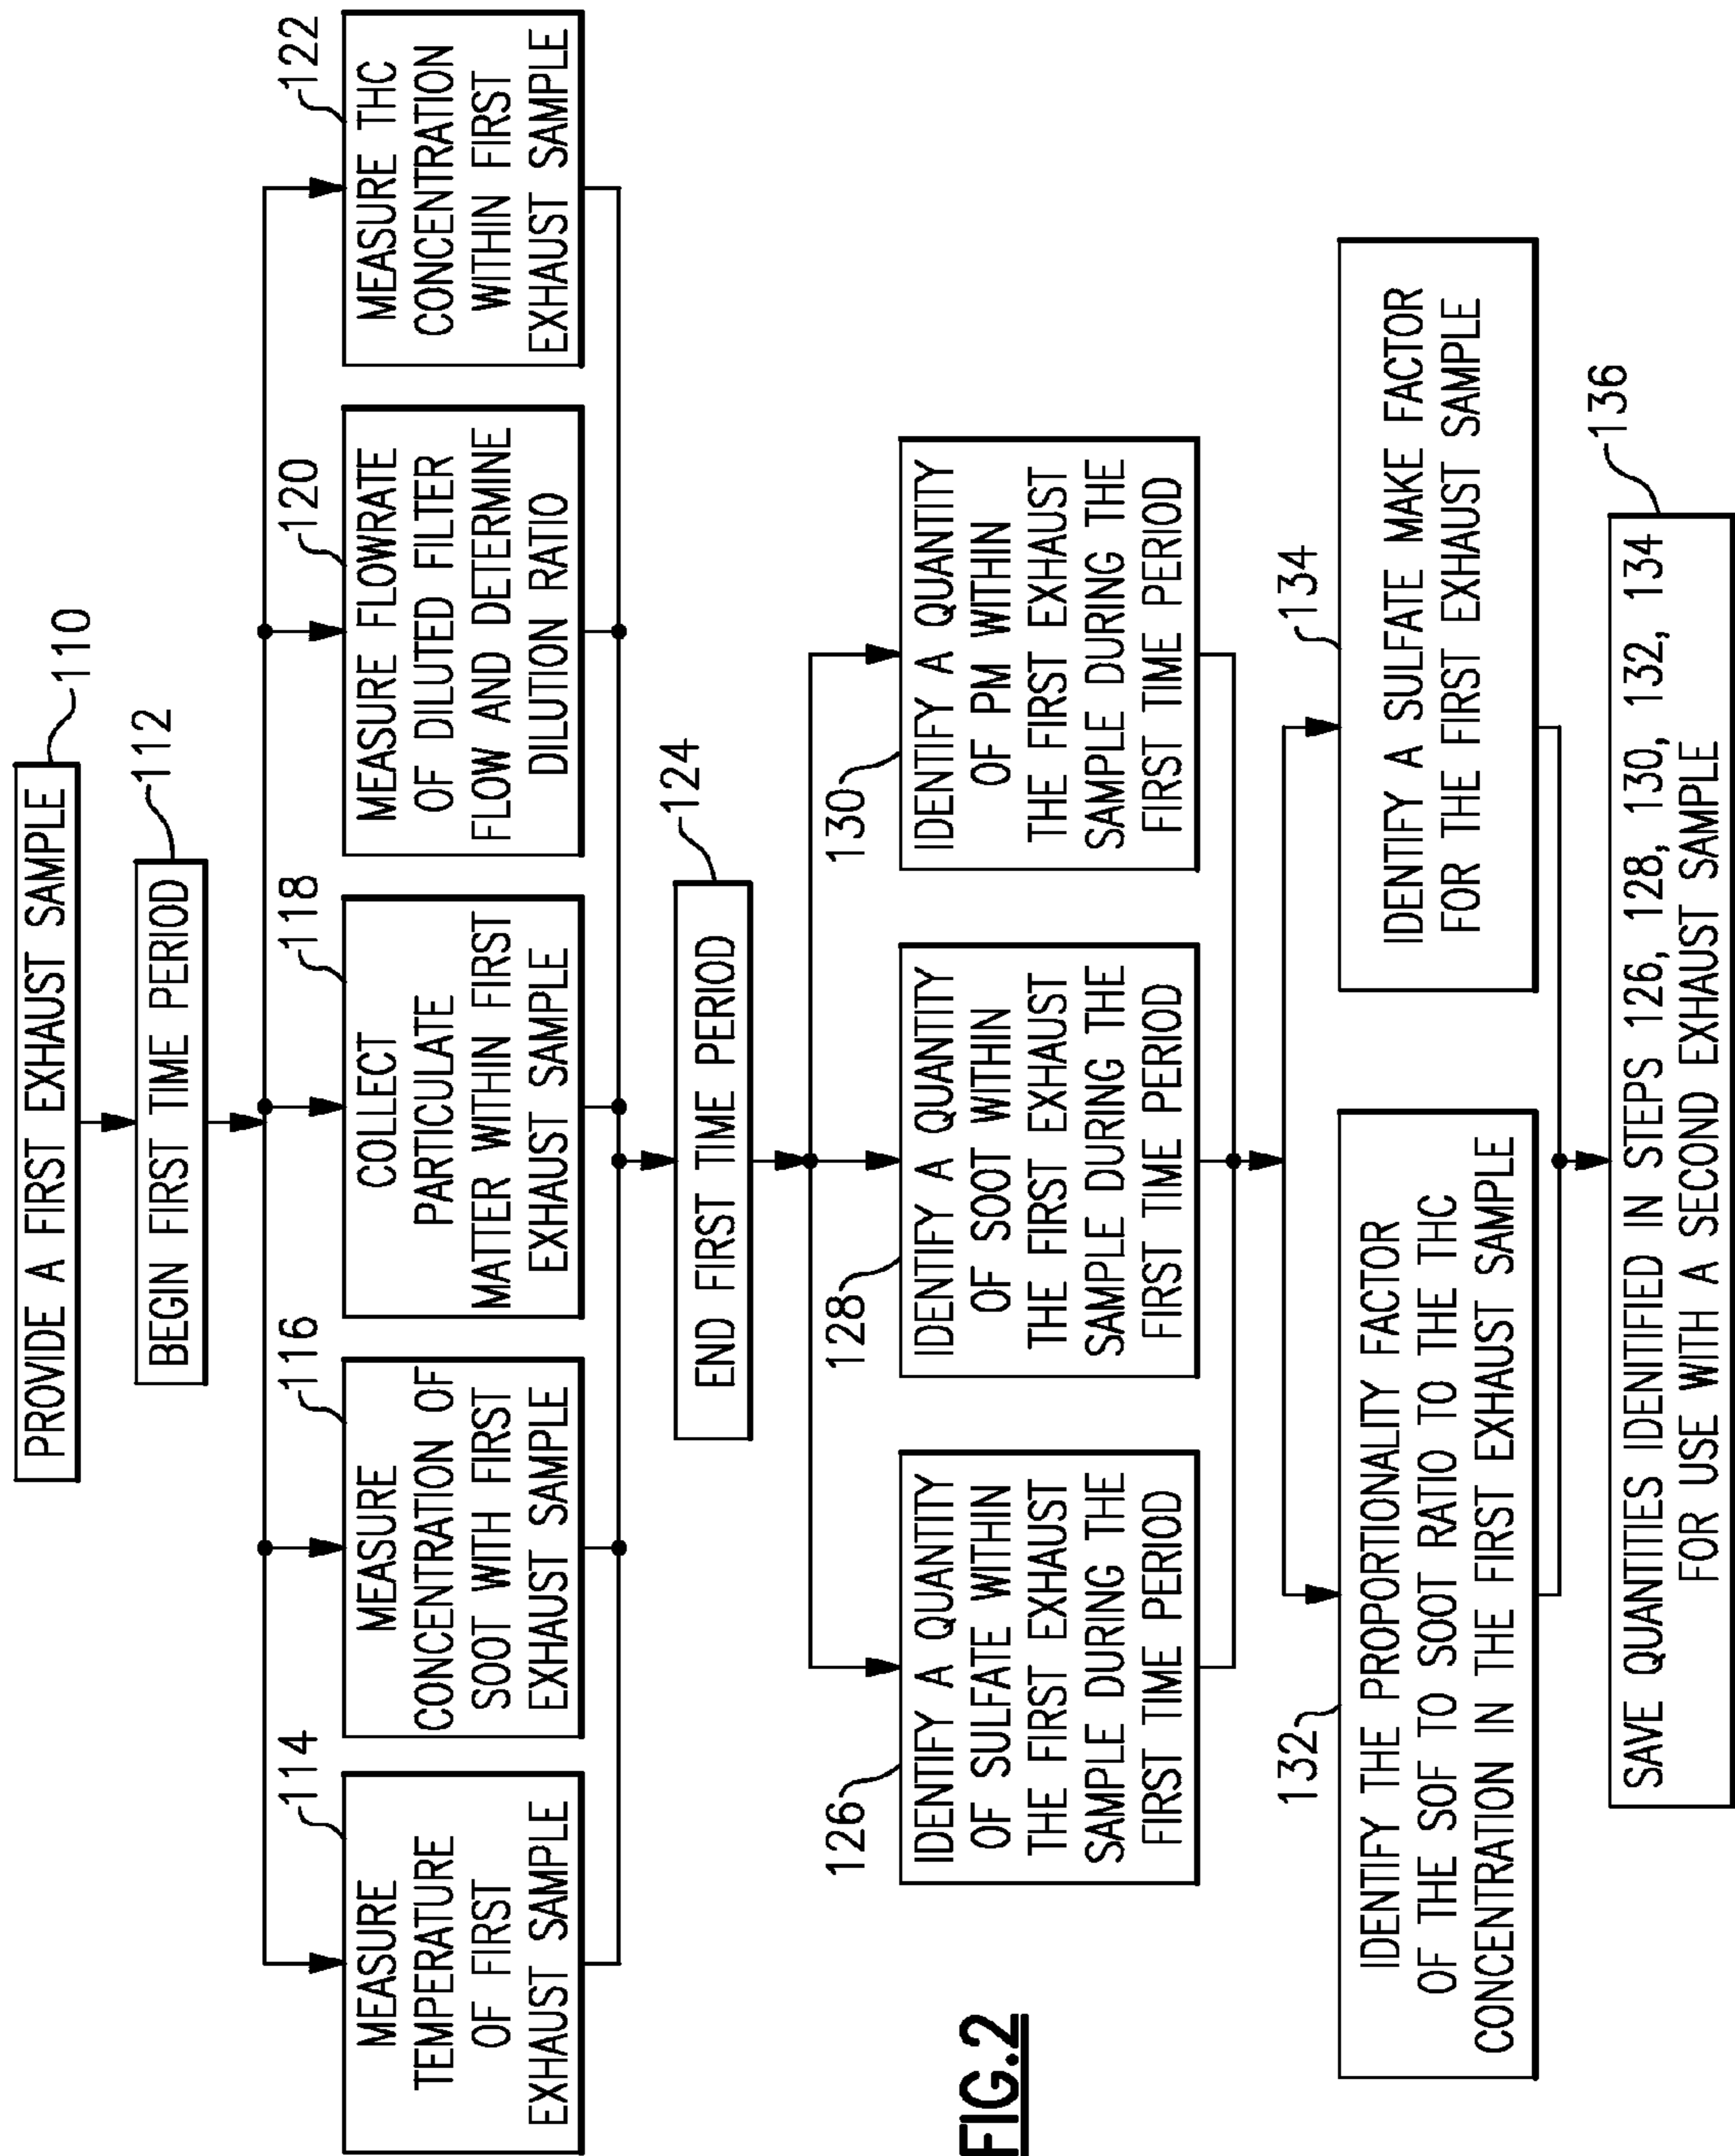 PROVIDE A FIRST EXHAUST SAMPLE
110
BEGIN FIRST TIME PERIOD
112
114
MEASURE
TEMPERATURE
OF FIRST
EXHAUST SAMPLE
116
MEASURE
CONCENTRATION OF
SOOT WITH FIRST
EXHAUST SAMPLE
118
COLLECT
PARTICULATE
MATTER WITHIN FIRST
EXHAUST SAMPLE
120
MEASURE FLOWRATE
OF DILUTED FILTER
FLOW AND DETERMINE
DILUTION RATIO
122
MEASURE THC
CONCENTRATION
WITHIN FIRST
EXHAUST SAMPLE
END FIRST TIME PERIOD
124
126
IDENTIFY A QUANTITY
OF SULFATE WITHIN
THE FIRST EXHAUST
SAMPLE DURING THE
FIRST TIME PERIOD
128
IDENTIFY A QUANTITY
OF SOOT WITHIN
THE FIRST EXHAUST
SAMPLE DURING THE
FIRST TIME PERIOD
130
IDENTIFY A QUANTITY
OF PM WITHIN
THE FIRST EXHAUST
SAMPLE DURING THE
FIRST TIME PERIOD
132
IDENTIFY THE PROPORTIONALITY FACTOR
OF THE SOF TO SOOT RATIO TO THE THC
CONCENTRATION IN THE FIRST EXHAUST SAMPLE
134
IDENTIFY A SULFATE MAKE FACTOR
FOR THE FIRST EXHAUST SAMPLE
136
SAVE QUANTITIES IDENITIFIED IN STEPS 126, 128, 130, 132, 134
FOR USE WITH A SECOND EXHAUST SAMPLE
FIG.2